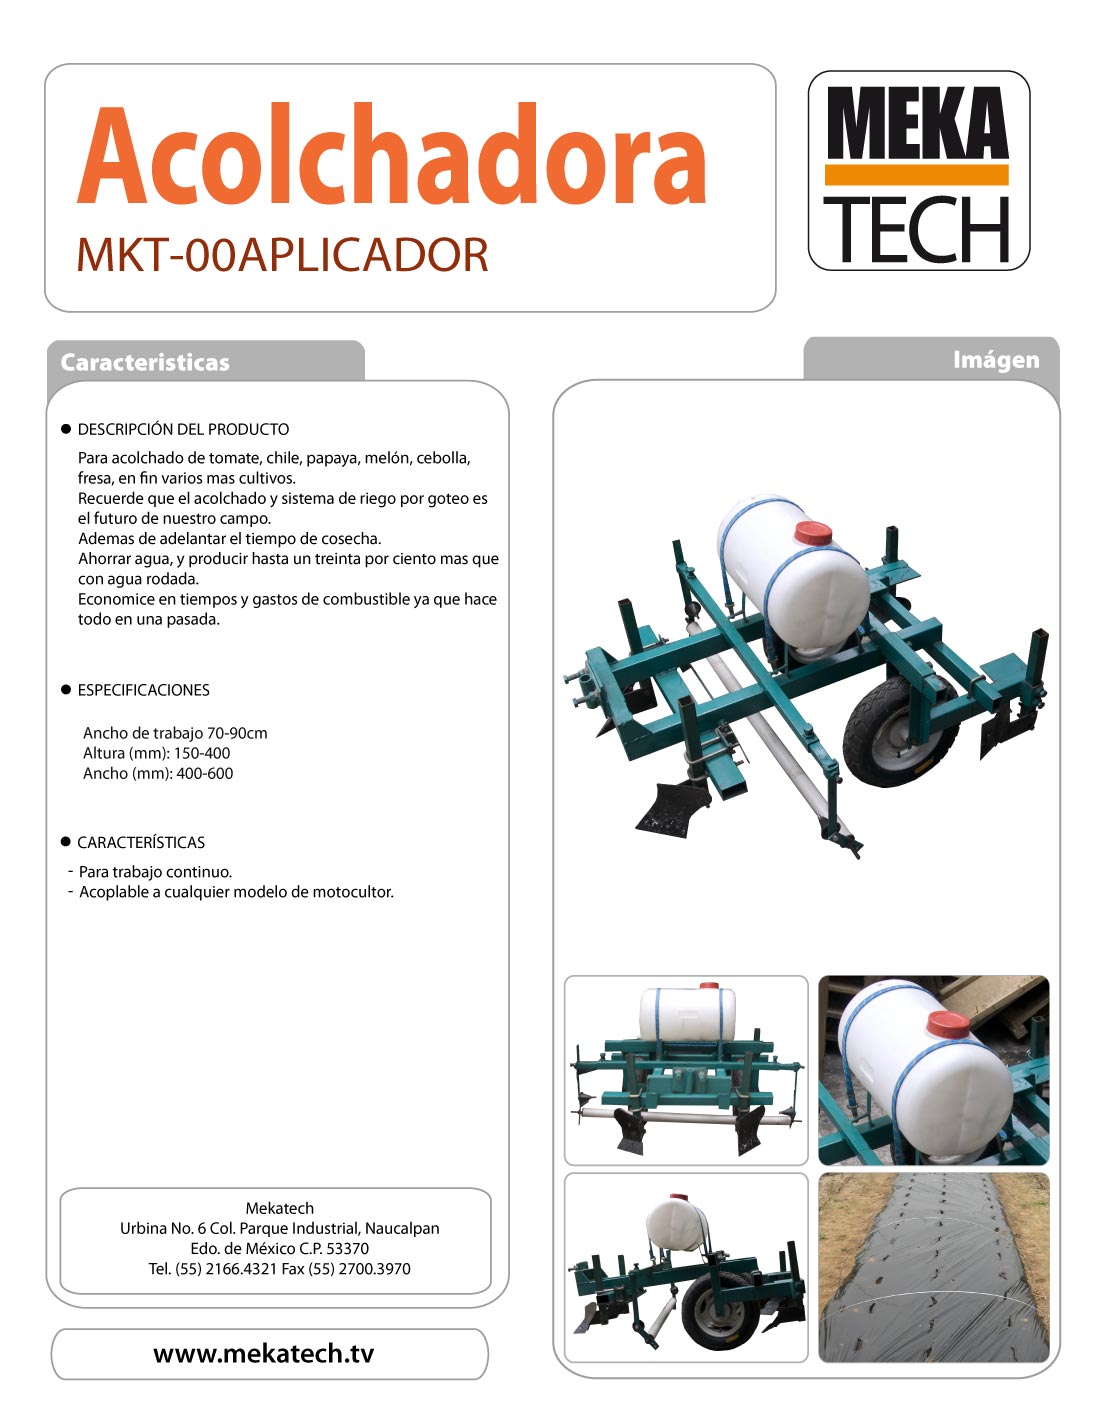 Acolchadora
MKT-00APLICADOR
MEKA
TECH
Caracteristicas
● DESCRIPCIÓN DEL PRODUCTO
Para acolchado de tomate, chile, papaya, melón, cebolla,
fresa, en fin varios mas cultivos.
Recuerde que el acolchado y sistema de riego por goteo es
el futuro de nuestro campo.
Ademas de adelantar el tiempo de cosecha.
Ahorrar agua, y producir hasta un treinta por ciento mas que
con agua rodada.
Economice en tiempos y gastos de combustible ya que hace
todo en una pasada.
● ESPECIFICACIONES
Ancho de trabajo 70-90cm
Altura (mm): 150-400
Ancho (mm): 400-600
● CARACTERÍSTICAS
- Para trabajo continuo.
- Acoplable a cualquier modelo de motocultor.
Mekatech
Urbina No. 6 Col. Parque Industrial, Naucalpan
Edo. de México C.P. 53370
Tel. (55) 2166.4321 Fax (55) 2700.3970
www.mekatech.tv
Imágen